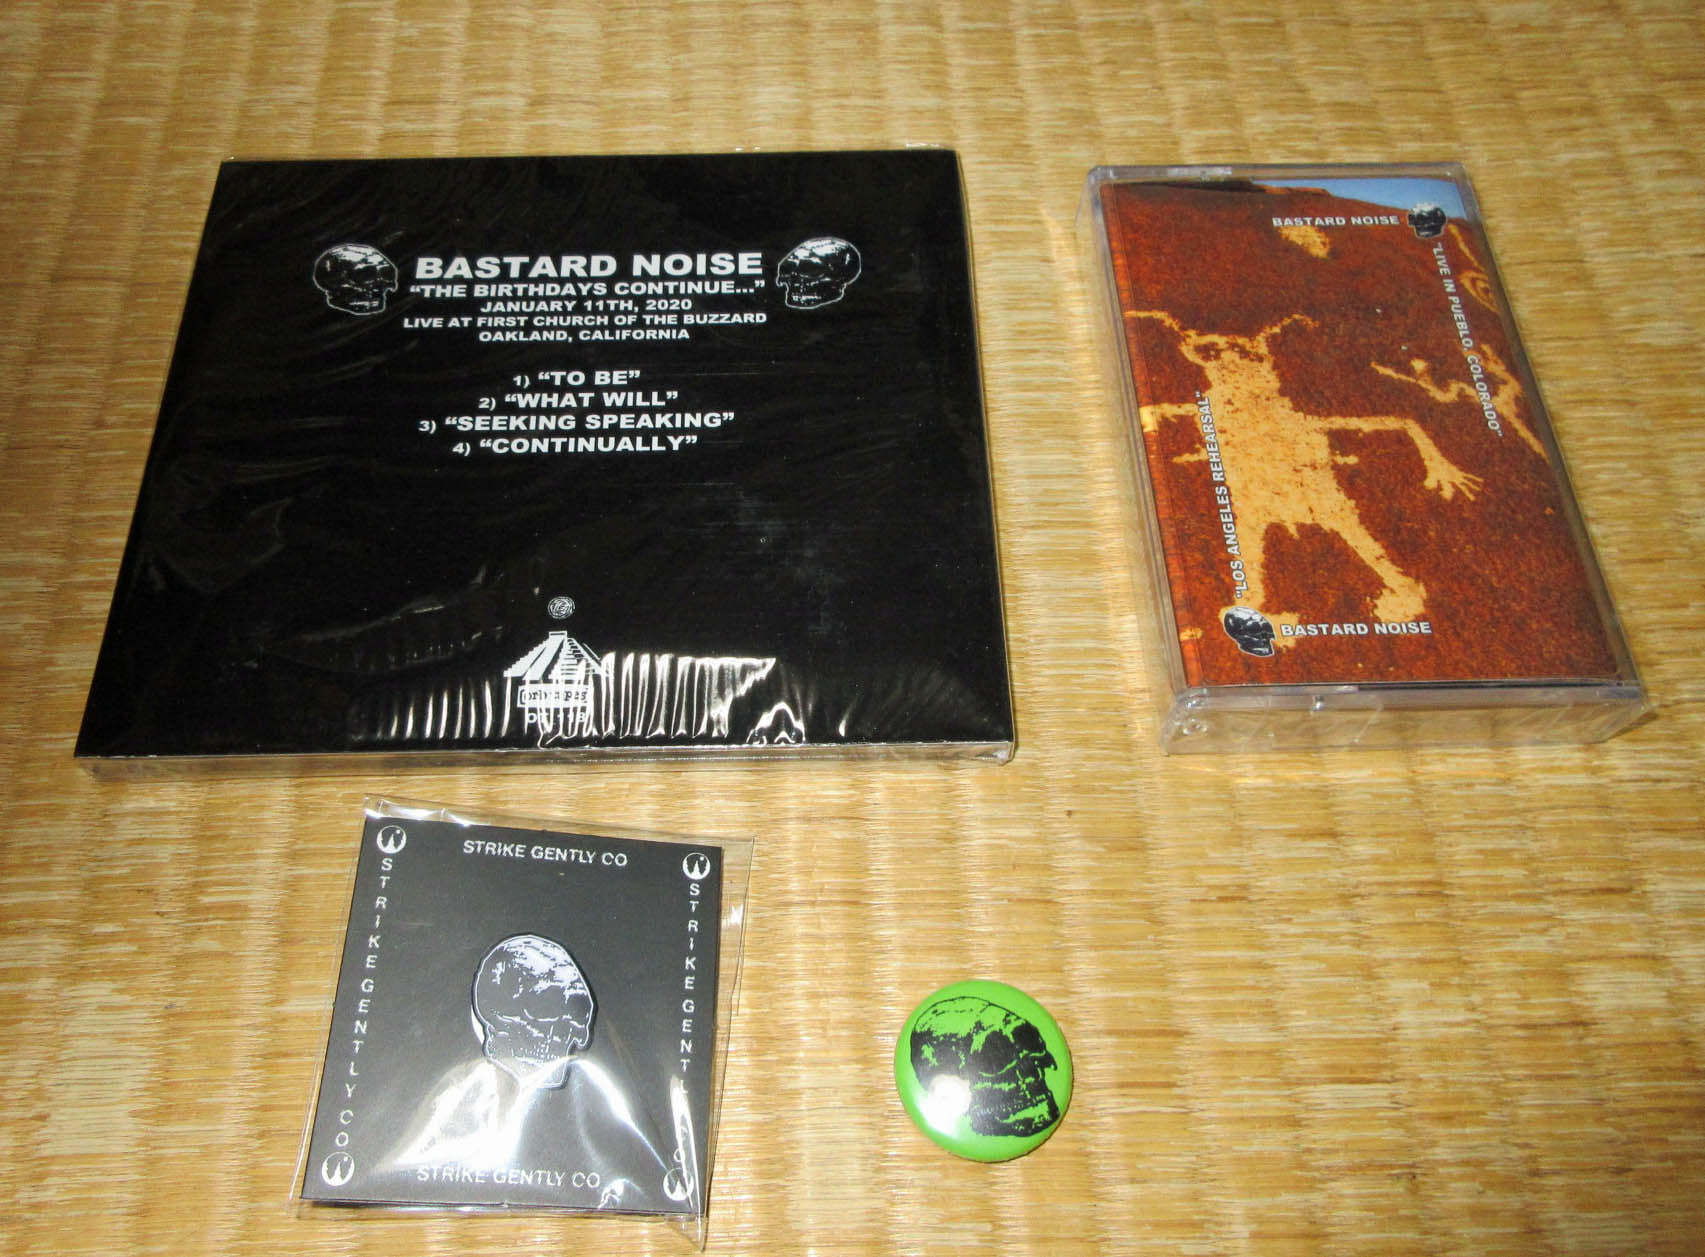 BASTARD NOISE
“THE BIRTHDAYS CONTINUE...”
JANUARY 11TH, 2020
LIVE AT FIRST CHURCH OF THE BUZZARD
OAKLAND, CALIFORNIA
1) “TO BE”
2) “WHAT WILL”
3) “SEEKING SPEAKING”
4) “CONTINUALLY”
BASTARD NOISE
“LIVE IN PUEBLO, COLORADO”
“LOS ANGELES REHEARSAL”
BASTARD NOISE
STRIKE GENTLY CO
STRIKE GENTLY CO
STRIKE GENTLY CO
STRIKE GENTLY CO